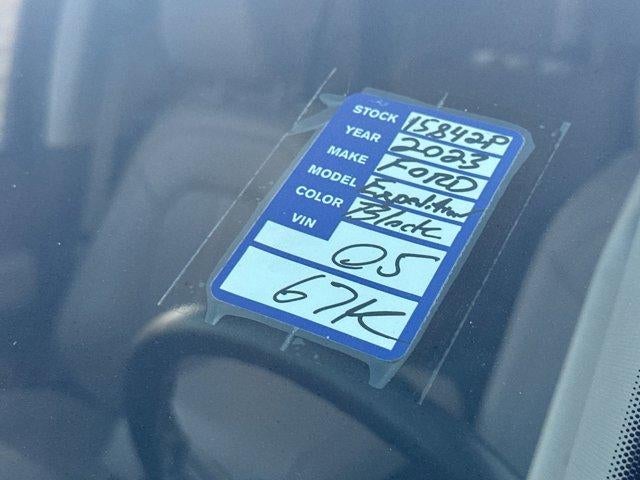 STOCK 15842P
YEAR 2023
MAKE FORD
MODEL Expedition
COLOR Black
VIN
Q5
67K